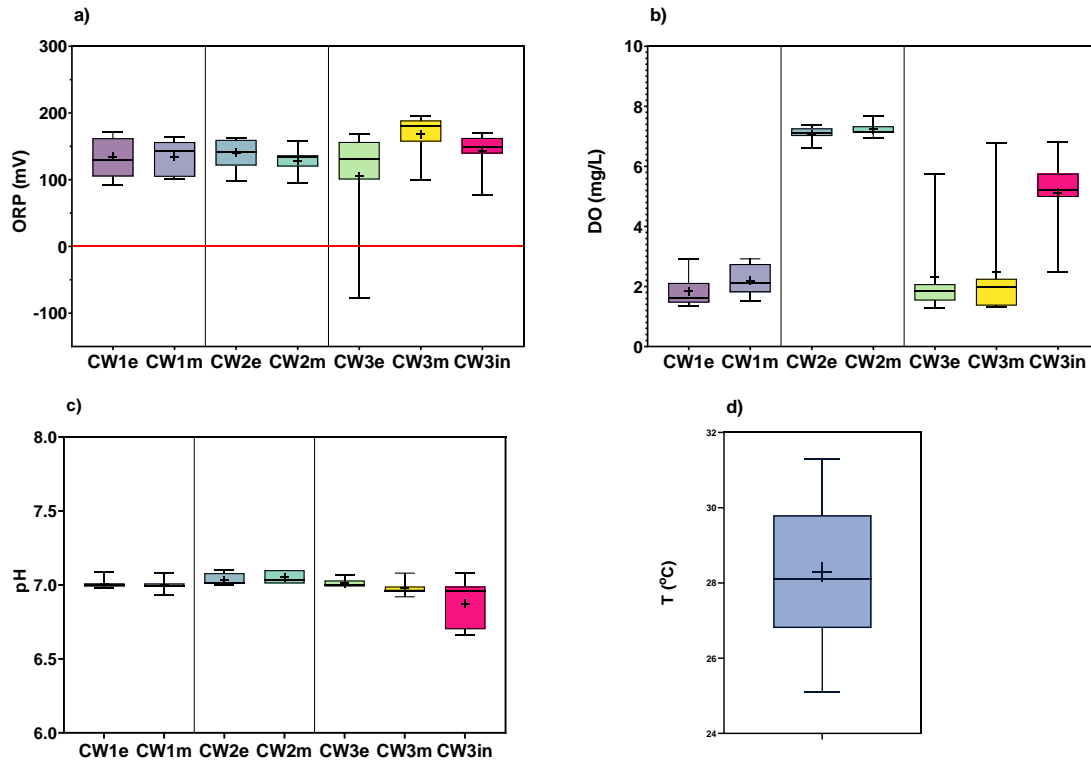 a)
300
200
100
0
-100
ORP (mV)
CW1e CW1m CW2e CW2m CW3e CW3m CW3in
b)
10
8
6
4
2
0
DO (mg/L)
CW1e CW1m CW2e CW2m CW3e CW3m CW3in
c)
8.0
7.5
7.0
6.5
6.0
pH
CW1e CW1m CW2e CW2m CW3e CW3m CW3in
d)
32
30
28
26
24
T (°C)